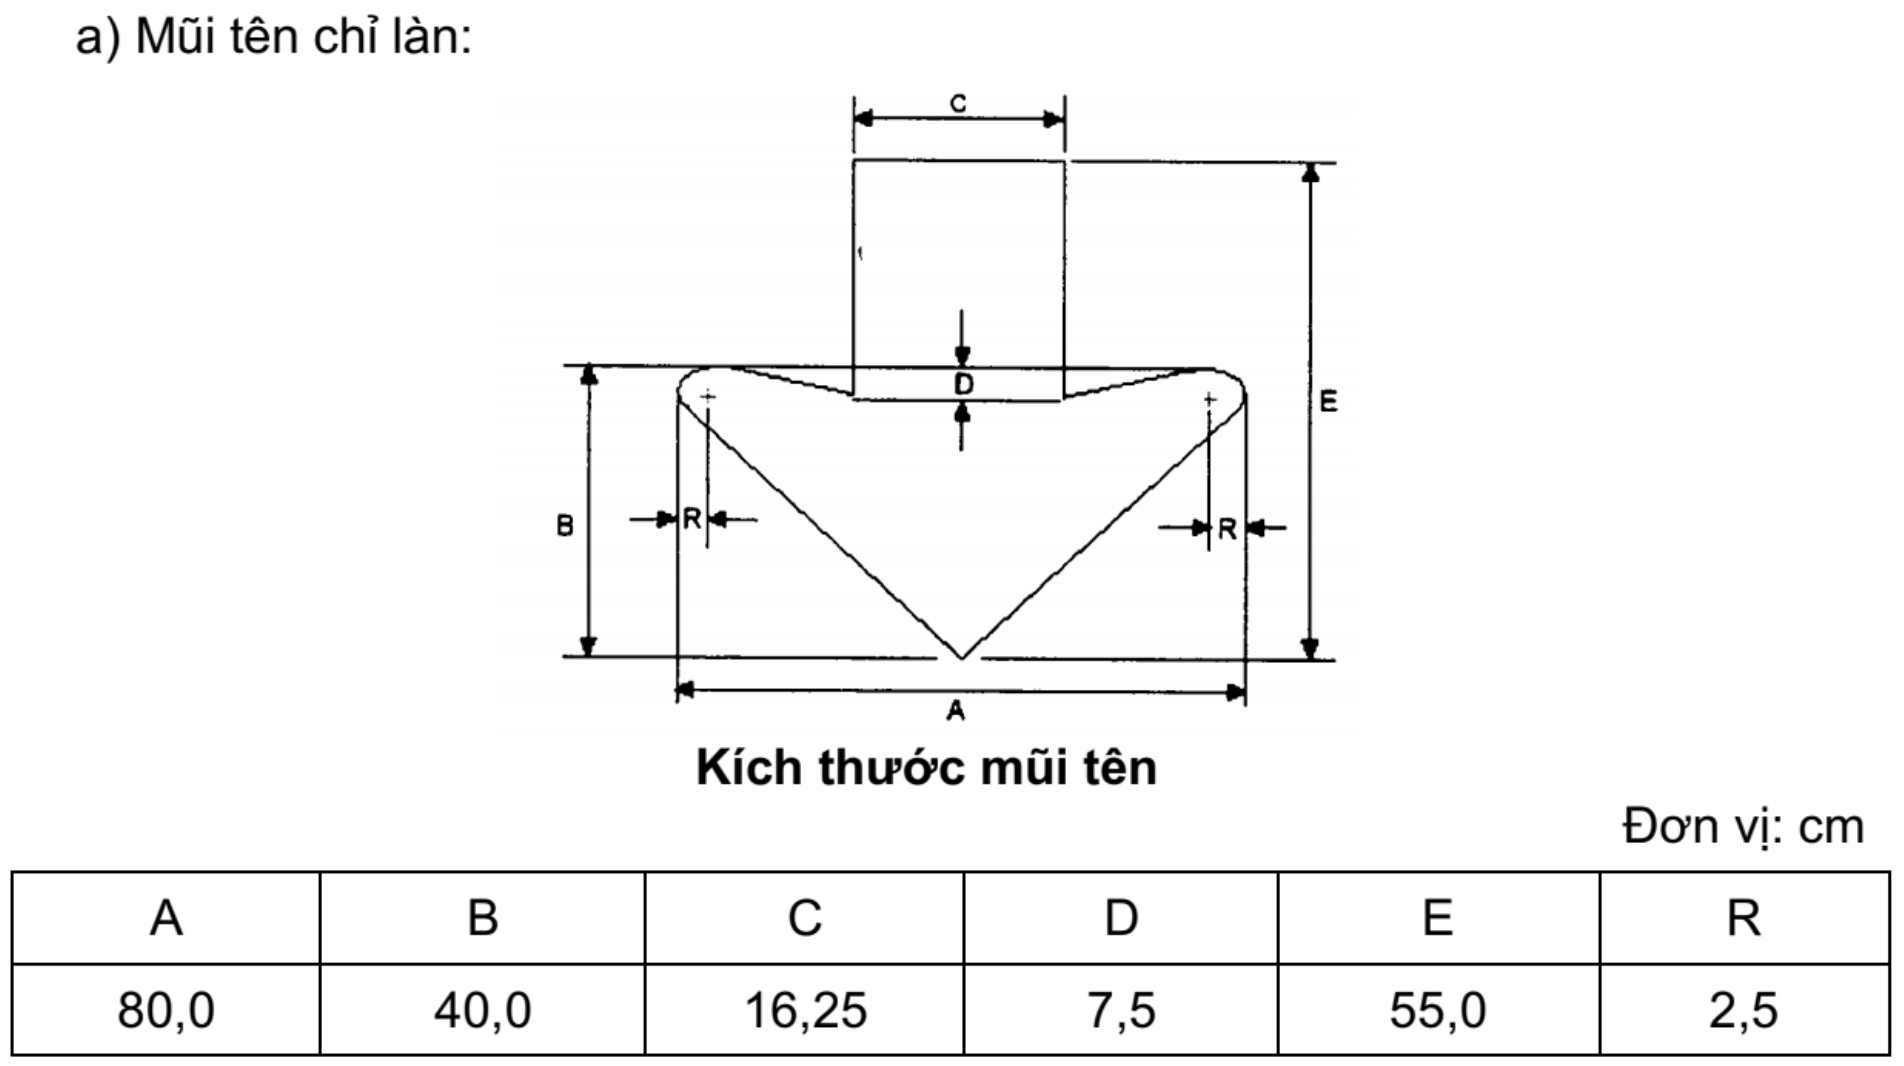 a) Mũi tên chỉ làn:
C
D
E
B
R
R
A
Kích thước mũi tên
Đơn vị: cm
A B C D E R
80,0 40,0 16,25 7,5 55,0 2,5